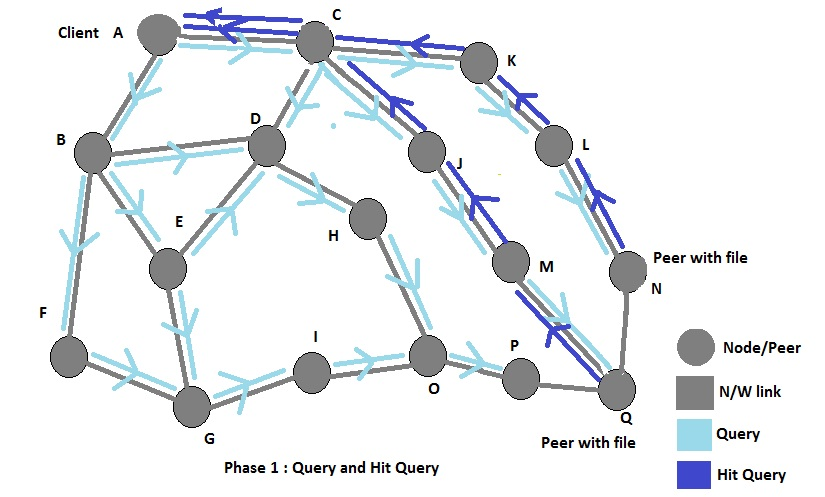 Client A
C
K
B
D
L
J
E
H
M
Peer with file
N
F
I
P
O
Q
G
Peer with file
Phase 1 : Query and Hit Query
Node/Peer
N/W link
Query
Hit Query